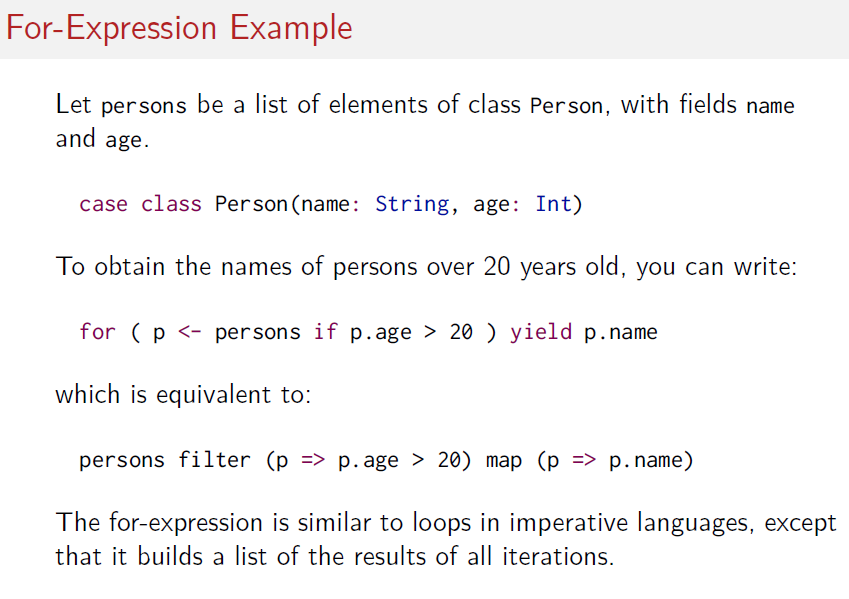 For-Expression Example
Let persons be a list of elements of class Person, with fields name
and age.
case class Person(name: String, age: Int)
To obtain the names of persons over 20 years old, you can write:
for ( p <- persons if p.age > 20 ) yield p.name
which is equivalent to:
persons filter (p => p.age > 20) map (p => p.name)
The for-expression is similar to loops in imperative languages, except
that it builds a list of the results of all iterations.